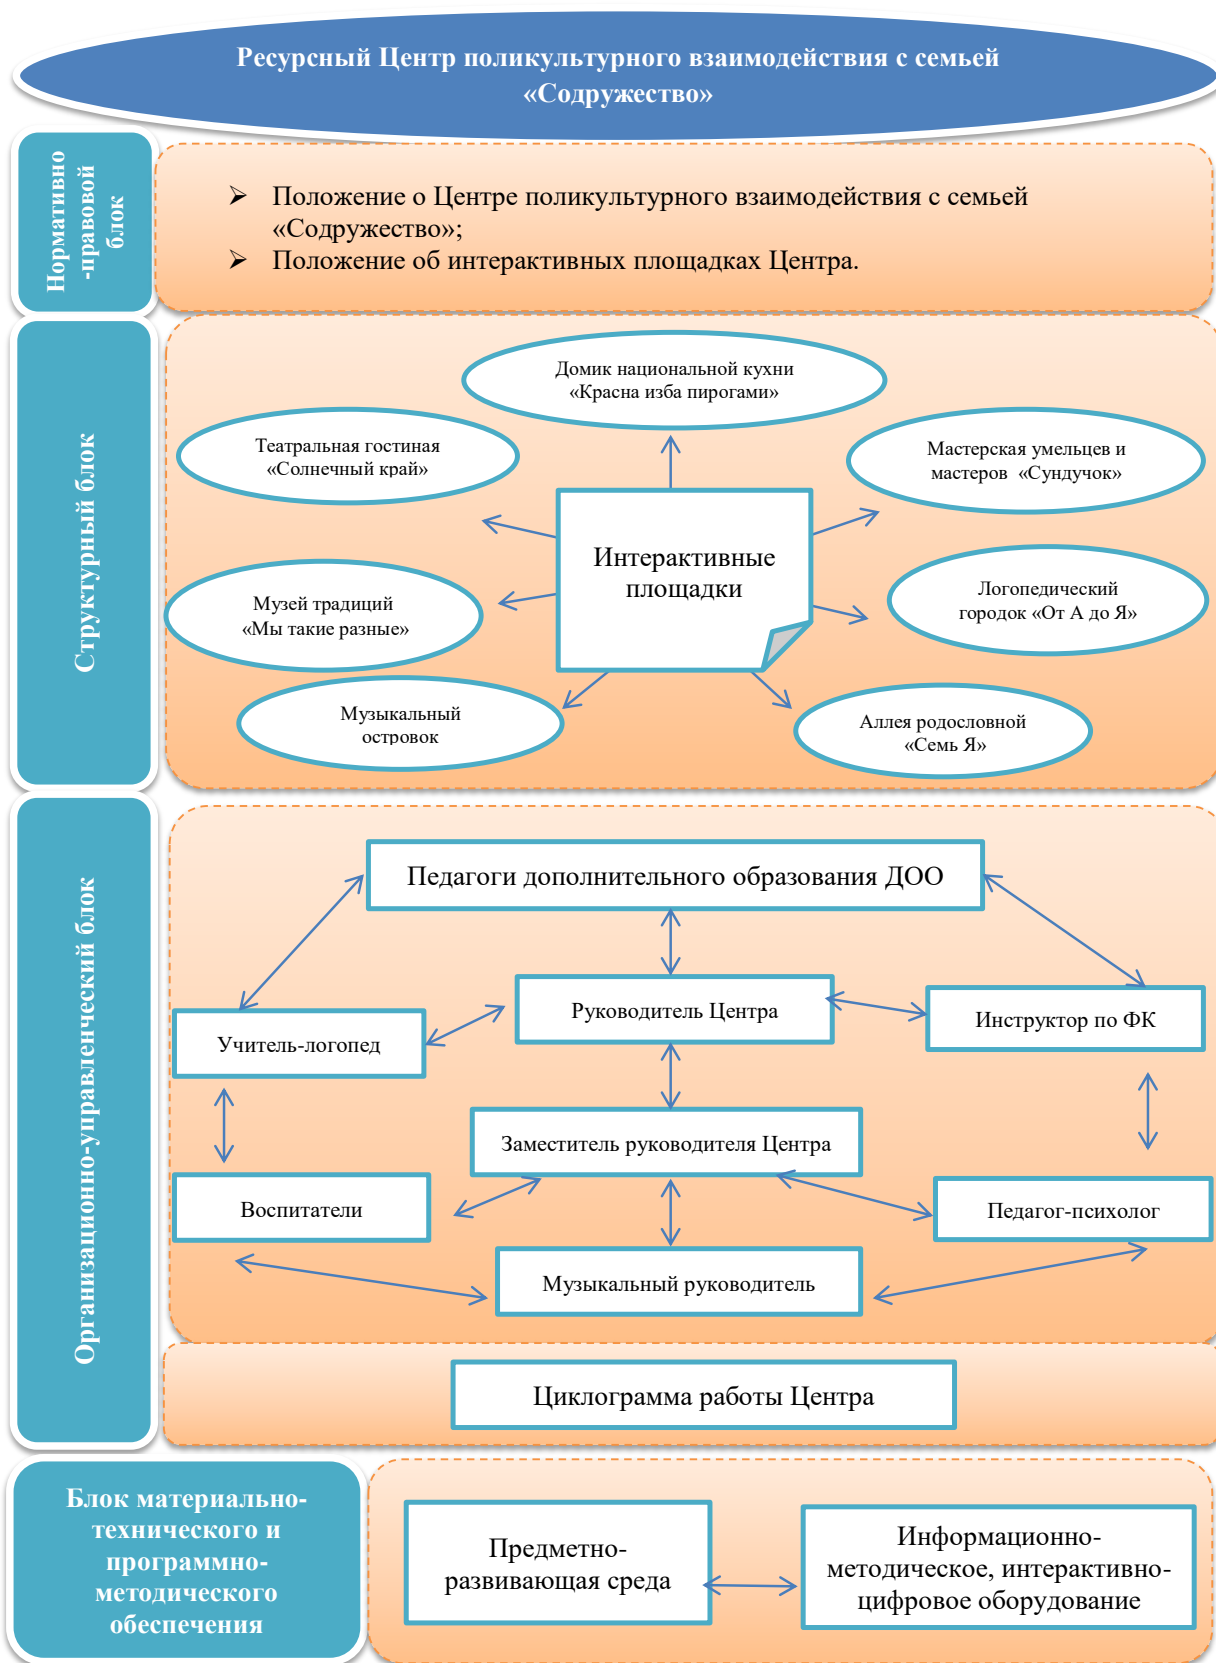 Ресурсный Центр поликультурного взаимодействия с семьей
«Содружество»
Нормативно
-правовой
блок
Положение о Центре поликультурного взаимодействия с семьей
«Содружество»;
Положение об интерактивных площадках Центра.
Структурный блок
Домик национальной кухни
«Красна изба пирогами»
Театральная гостиная
«Солнечный край»
Мастерская умельцев и
мастеров «Сундучок»
Интерактивные
площадки
Музей традиций
«Мы такие разные»
Логопедический
городок «От А до Я»
Музыкальный
островок
Аллея родословной
«Семь Я»
Организационно-управленческий блок
Педагоги дополнительного образования ДОО
Руководитель Центра
Учитель-логопед
Инструктор по ФК
Заместитель руководителя Центра
Воспитатели
Педагог-психолог
Музыкальный руководитель
Циклограмма работы Центра
Блок материально-
технического и
программно-
методического
обеспечения
Предметно-
развивающая среда
Информационно-
методическое, интерактивно-
цифровое оборудование